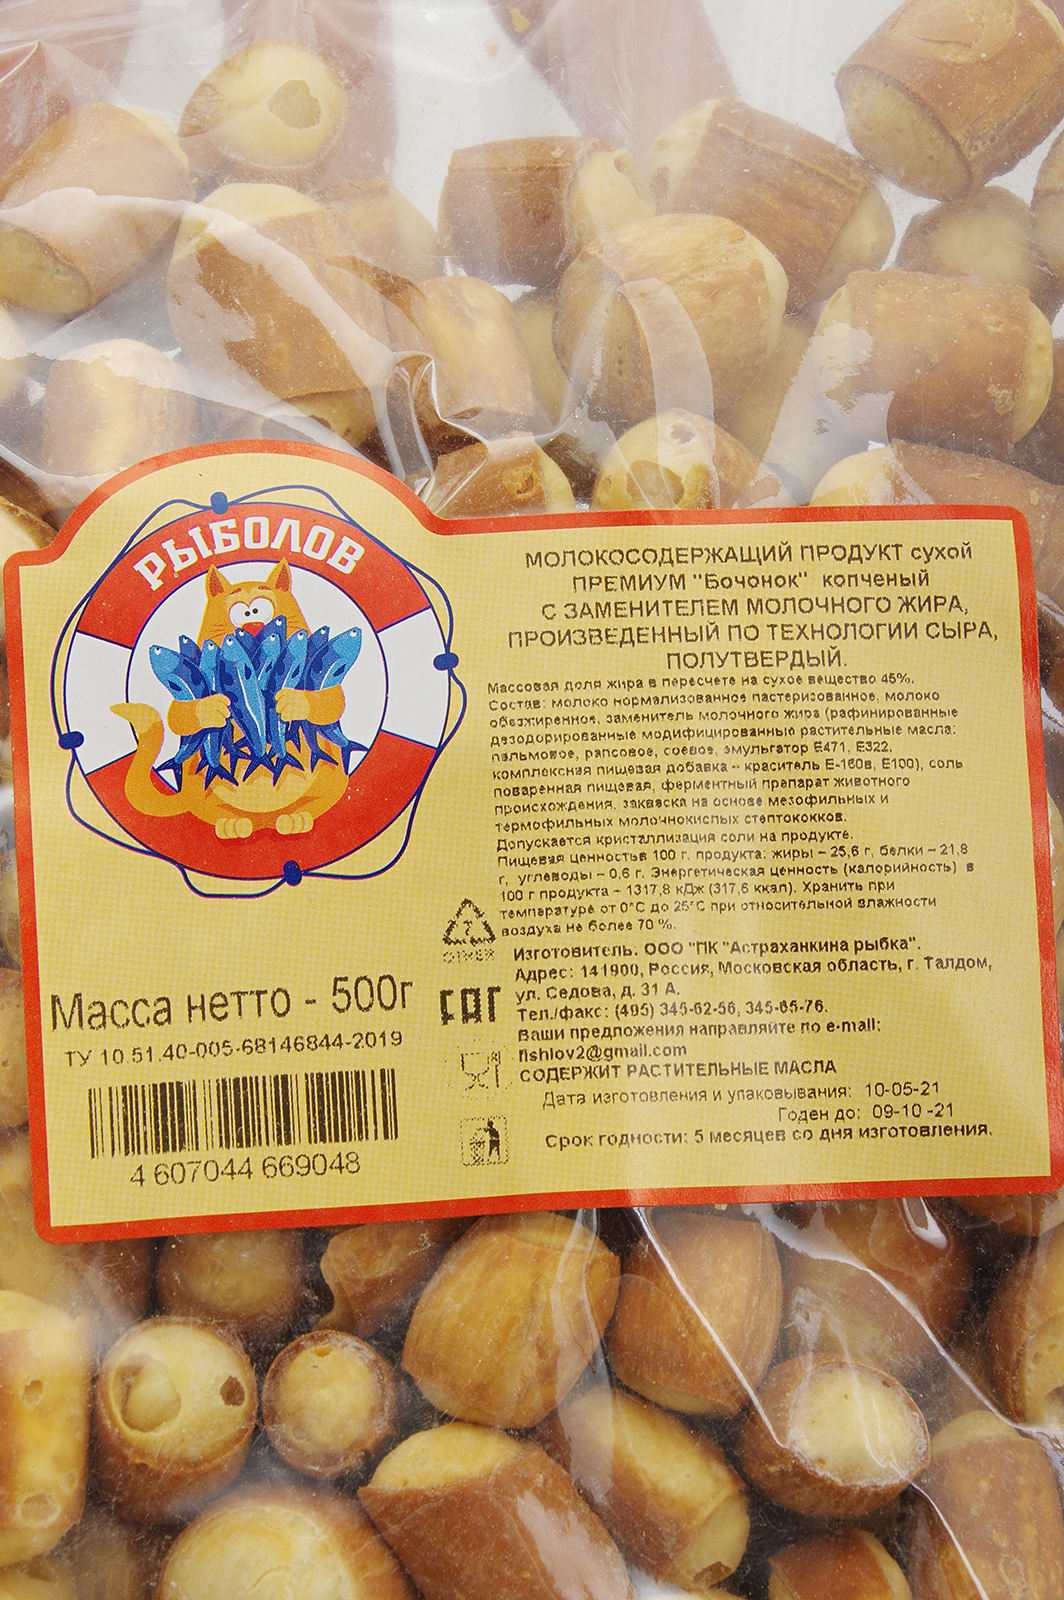 РЫБОЛОВ
МОЛОКОСОДЕРЖАЩИЙ ПРОДУКТ сухой
ПРЕМИУМ "Бочонок" копченый
С ЗАМЕНИТЕЛЕМ МОЛОЧНОГО ЖИРА,
ПРОИЗВЕДЕННЫЙ ПО ТЕХНОЛОГИИ СЫРА,
ПОЛУТВЕРДЫЙ.
Массовая доля жира в пересчете на сухое вещество 45%.
Состав: молоко нормализованное пастеризованное, молоко
обезжиренное, заменитель молочного жира (рафинированные
дезодорированные модифицированные растительные масла:
пальмовое, рапсовое, соевое, эмульгатор Е471, Е322,
комплексная пищевая добавка - краситель Е-160в, Е100), соль
поваренная пищевая, ферментный препарат животного
происхождения, закваска на основе мезофильных и
термофильных молочнокислых стептококков.
Допускается кристаллизация соли на продукте.
Пищевая ценностьв 100 г. продукта: жиры – 25,6 г, белки – 21,8
г, углеводы – 0,6 г. Энергетическая ценность (калорийность) в
100 г продукта - 1317,8 кДж (317,6 ккал). Хранить при
температуре от 0°С до 25°С при относительной влажности
воздуха не более 70 %.
Изготовитель: ООО "ПК "Астраханкина рыбка".
Адрес: 141900, Россия, Московская область, г. Талдом,
ул. Седова, д. 31 А.
Тел./факс: (495) 345-62-56, 345-65-76.
Ваши предложения направляйте по e-mail:
fishlov2@gmail.com
СОДЕРЖИТ РАСТИТЕЛЬНЫЕ МАСЛА
Дата изготовления и упаковывания: 10-05-21
Годен до: 09-10 -21
Срок годности: 5 месяцев со дня изготовления.
7
OTHER
EAC
Масса нетто - 500г
ТУ 10.51.40-005-68146844-2019
4 607044 669048